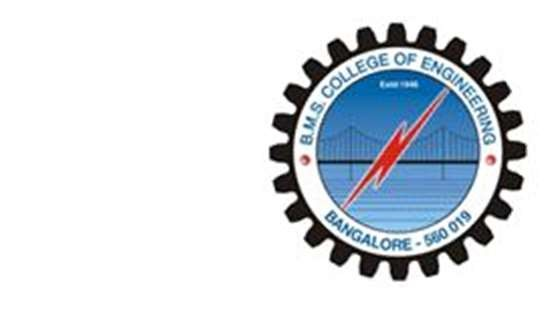 B.M.S. COLLEGE OF ENGINEERING
Estd 1946
BANGALORE - 560 019